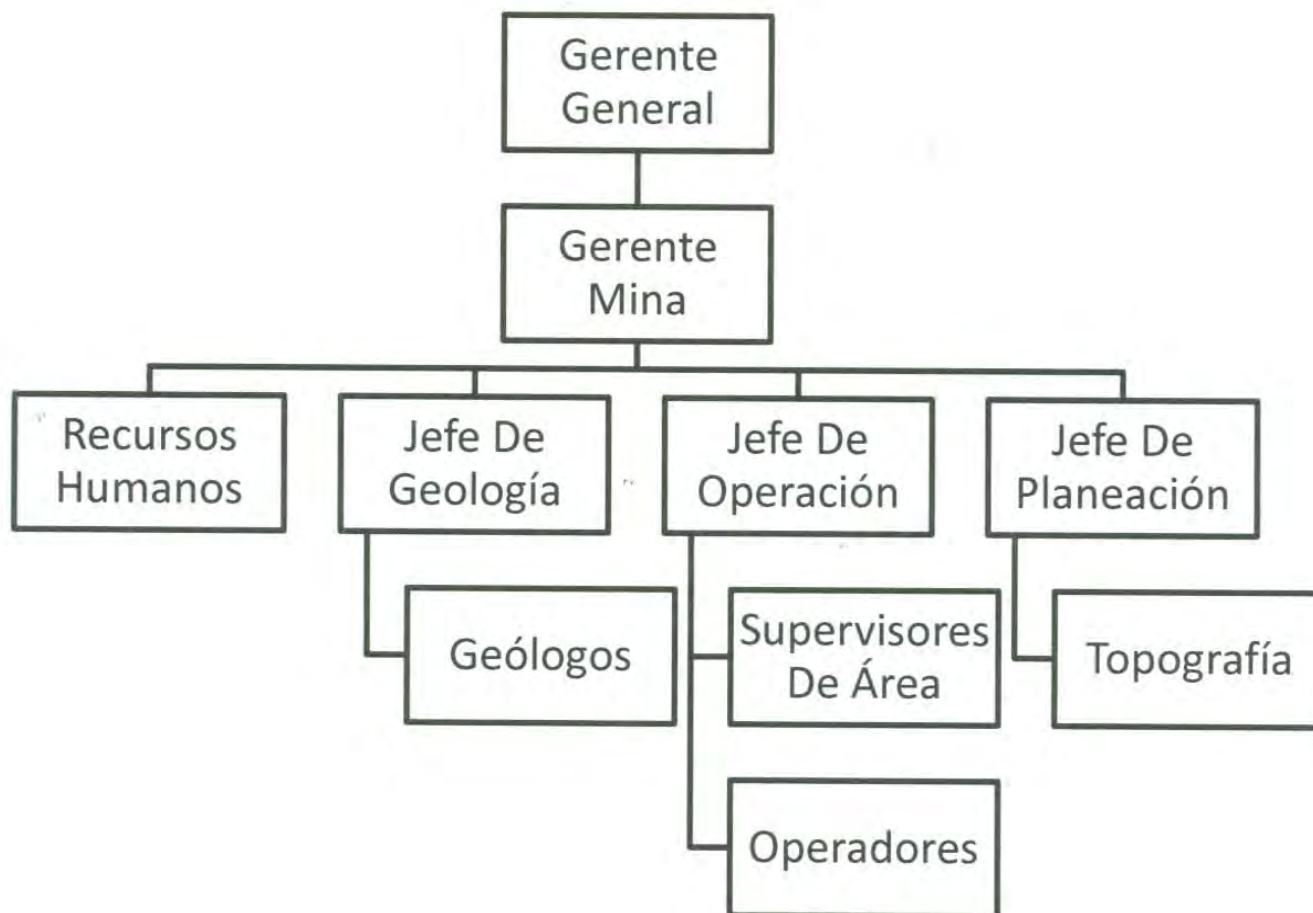 Gerente
General
Gerente
Mina
Recursos
Humanos
Jefe De
Geología
Jefe De
Operación
Jefe De
Planeación
Geólogos
Supervisores
De Área
Topografía
Operadores